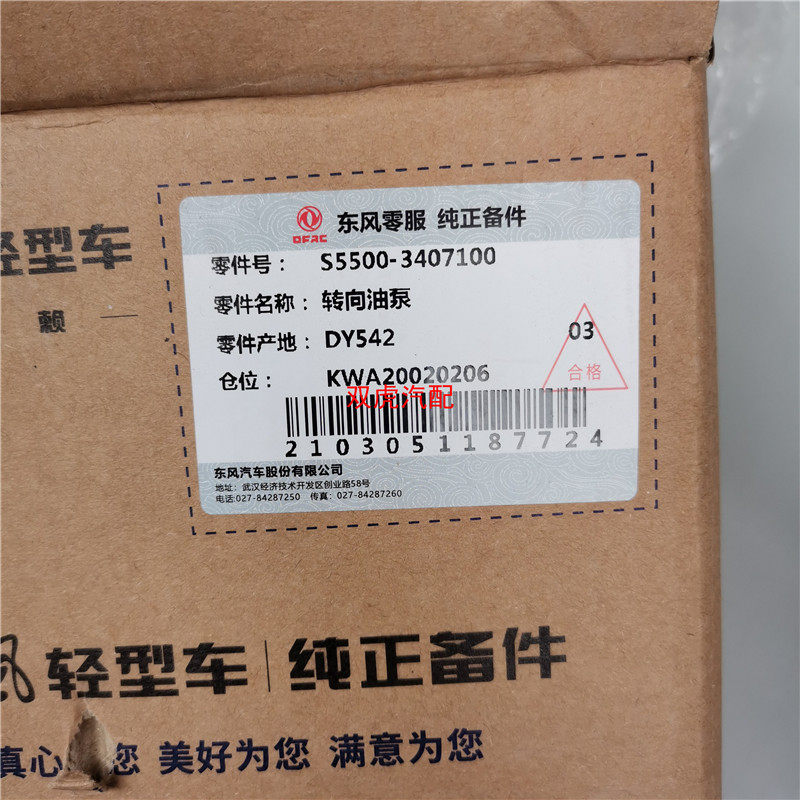 轻型车
赖
DFAC
东风零服 纯正备件
零件号： S5500-3407100
零件名称：转向油泵
零件产地：DY542
03
合格
仓位： KWA20020206
双虎汽配
2103051187724
东风汽车股份有限公司
地址：武汉经济技术开发区创业路58号
电话:027-84287250 传真：027-84287260
风轻型车 | 纯正备件
真心 您 美好为您 满意为您